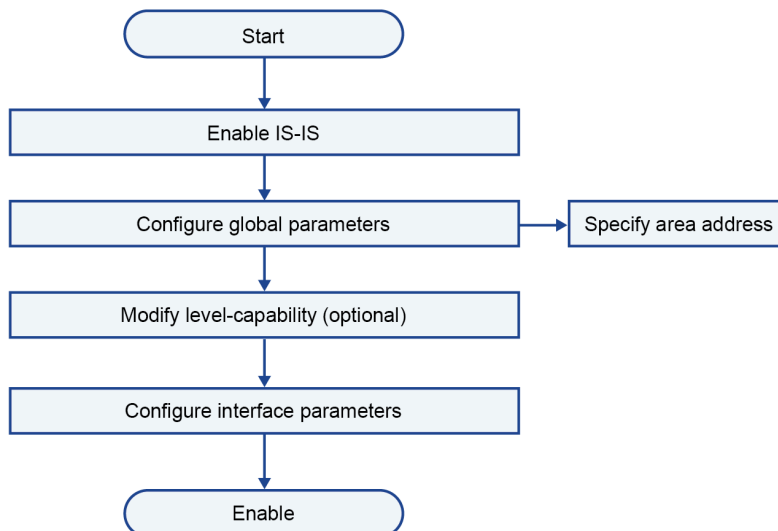 Start
Enable IS-IS
Configure global parameters
Specify area address
Modify level-capability (optional)
Configure interface parameters
Enable